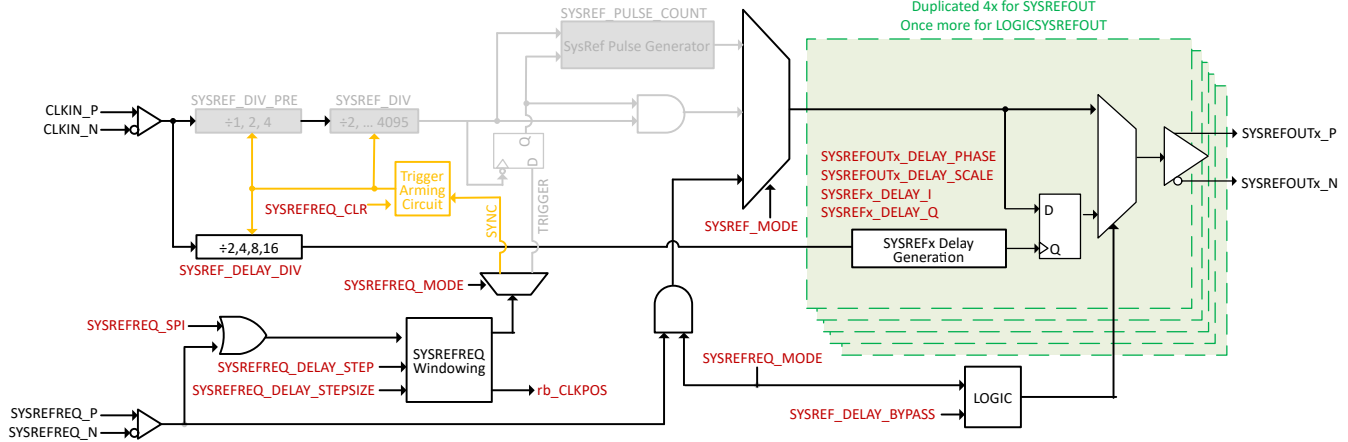 Duplicated 4x for SYSREFOUT
Once more for LOGICSYSREFOUT
SYSREF_PULSE_COUNT
SysRef Pulse Generator
CLKIN_P
CLKIN_N
SYSREF_DIV_PRE
÷1, 2, 4
SYSREF_DIV
÷2, ... 4095
Q
D
TRIGGER
SYNC
Trigger
Arming
Circuit
SYSREFREQ_CLR
÷2,4,8,16
SYSREF_DELAY_DIV
SYSREF_MODE
SYSREFOUTx_DELAY_PHASE
SYSREFOUTx_DELAY_SCALE
SYSREFx_DELAY_I
SYSREFx_DELAY_Q
SYSREFx Delay
Generation
D
Q
SYSREFOUTx_P
SYSREFOUTx_N
SYSREFREQ_MODE
SYSREFREQ_SPI
SYSREFREQ
Windowing
SYSREFREQ_DELAY_STEP
SYSREFREQ_DELAY_STEPSIZE
rb_CLKPOS
SYSREFREQ_P
SYSREFREQ_N
SYSREFREQ_MODE
SYSREF_DELAY_BYPASS
LOGIC